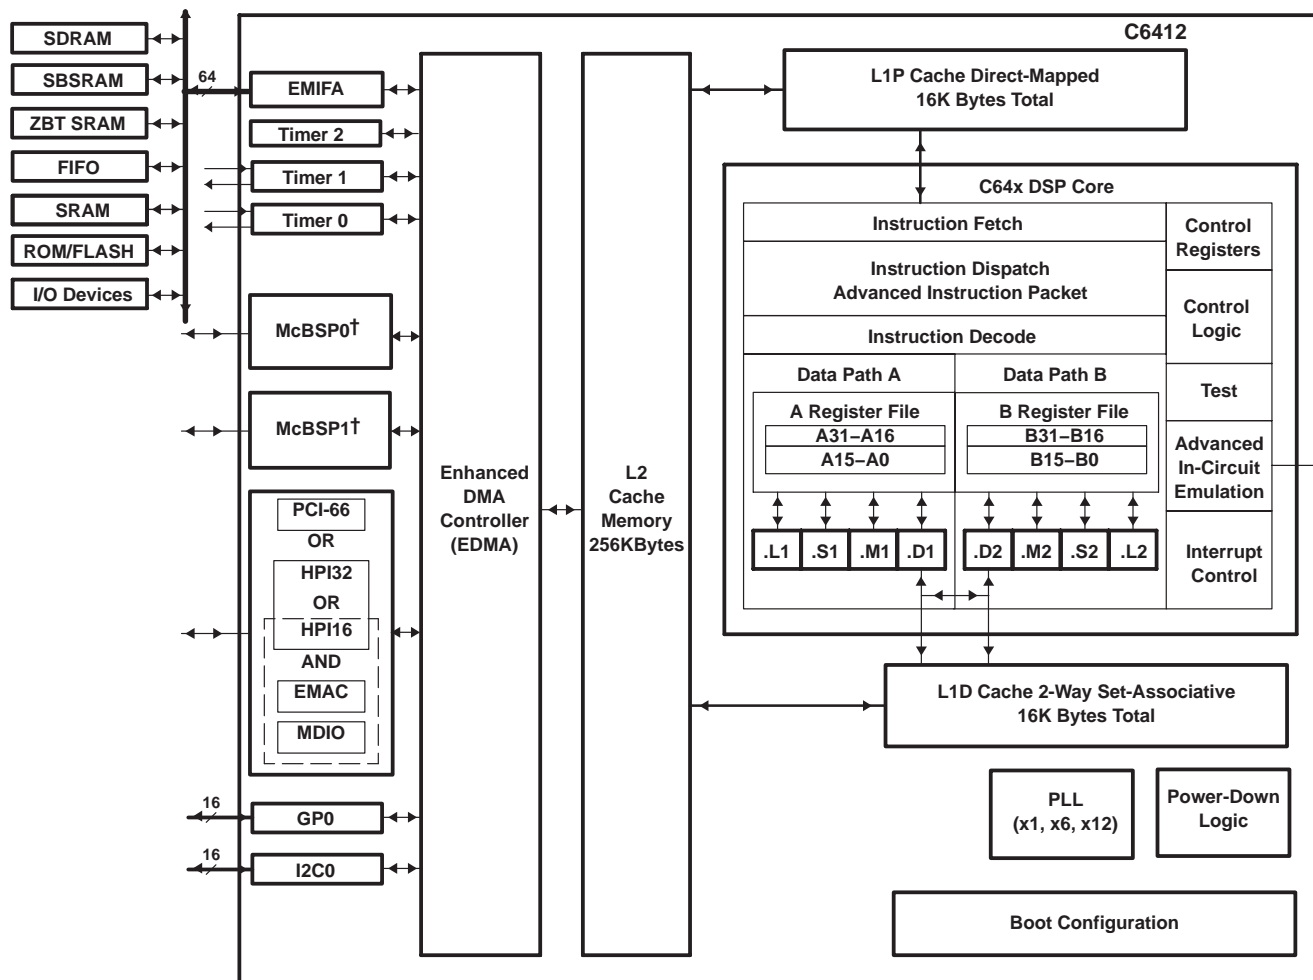 C6412
SDRAM
SBSRAM
ZBT SRAM
FIFO
SRAM
ROM/FLASH
I/O Devices
64
EMIFA
Timer 2
Timer 1
Timer 0
McBSP0†
McBSP1†
PCI-66
OR
HPI32
OR
HPI16
AND
EMAC
MDIO
16
GP0
16
I2C0
Enhanced
DMA
Controller
(EDMA)
L2
Cache
Memory
256KBytes
L1P Cache Direct-Mapped
16K Bytes Total
C64x DSP Core
Instruction Fetch
Instruction Dispatch
Advanced Instruction Packet
Instruction Decode
Data Path A
Data Path B
A Register File
A31–A16
A15–A0
B Register File
B31–B16
B15–B0
.L1
.S1
.M1
.D1
.D2
.M2
.S2
.L2
Control
Registers
Control
Logic
Test
Advanced
In-Circuit
Emulation
Interrupt
Control
L1D Cache 2-Way Set-Associative
16K Bytes Total
PLL
(x1, x6, x12)
Power-Down
Logic
Boot Configuration